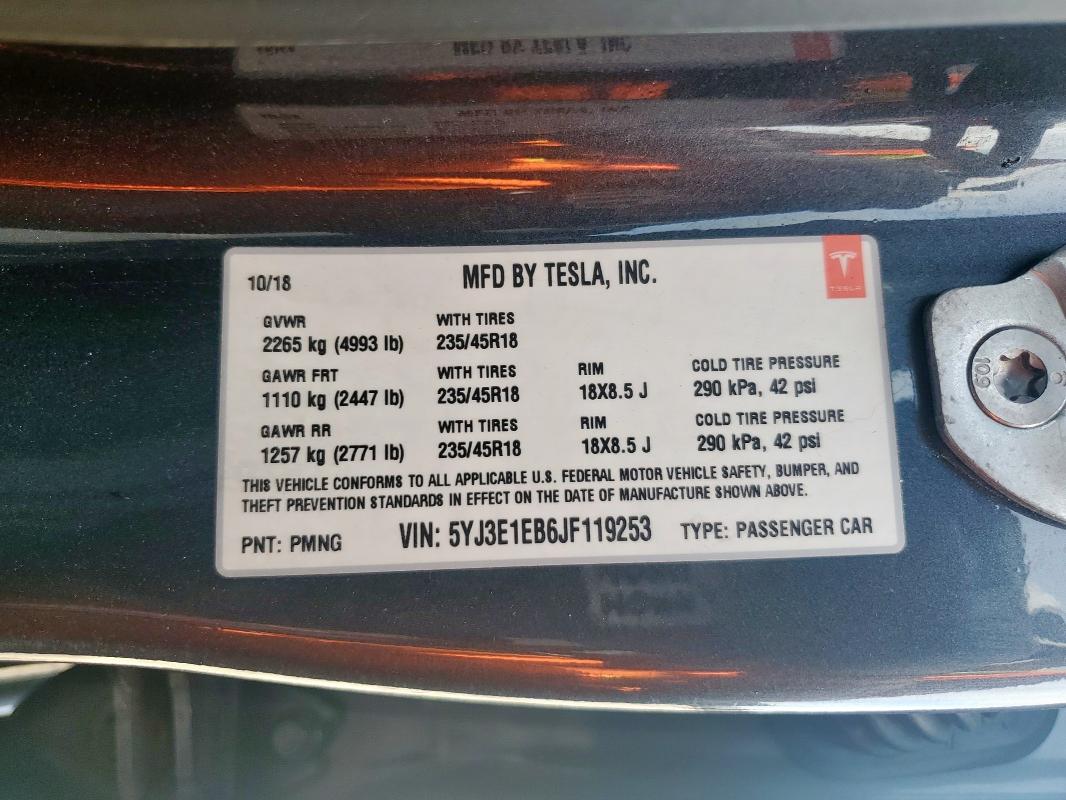 10/18 MFD BY TESLA, INC.
TESLA
GVWR WITH TIRES
2265 kg (4993 lb) 235/45R18
GAWR FRT WITH TIRES RIM COLD TIRE PRESSURE
1110 kg (2447 lb) 235/45R18 18X8.5 J 290 kPa, 42 psi
GAWR RR WITH TIRES RIM COLD TIRE PRESSURE
1257 kg (2771 lb) 235/45R18 18X8.5 J 290 kPa, 42 psi
THIS VEHICLE CONFORMS TO ALL APPLICABLE U.S. FEDERAL MOTOR VEHICLE SAFETY, BUMPER, AND
THEFT PREVENTION STANDARDS IN EFFECT ON THE DATE OF MANUFACTURE SHOWN ABOVE.
PNT: PMNG VIN: 5YJ3E1EB6JF119253 TYPE: PASSENGER CAR
10.9